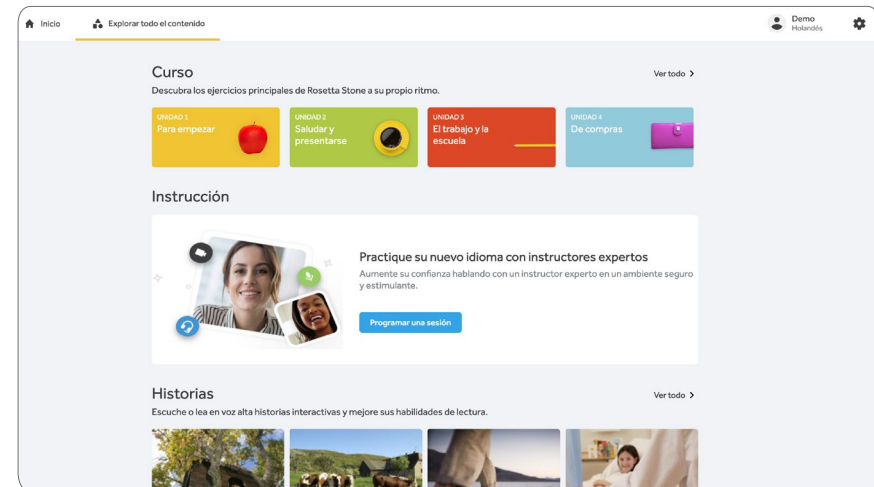 Inicio
Explorar todo el contenido
Demo
Holandés
Curso
Ver todo
Descubra los ejercicios principales de Rosetta Stone a su propio ritmo.
UNIDAD 1
Para empezar
UNIDAD 2
Saludar y
presentarse
UNIDAD 3
El trabajo y la
escuela
UNIDAD 4
De compras
Instrucción
Practique su nuevo idioma con instructores expertos
Aumente su confianza hablando con un instructor experto en un ambiente seguro
y estimulante.
Programar una sesión
Historias
Ver todo
Escuche o lea en voz alta historias interactivas y mejore sus habilidades de lectura.